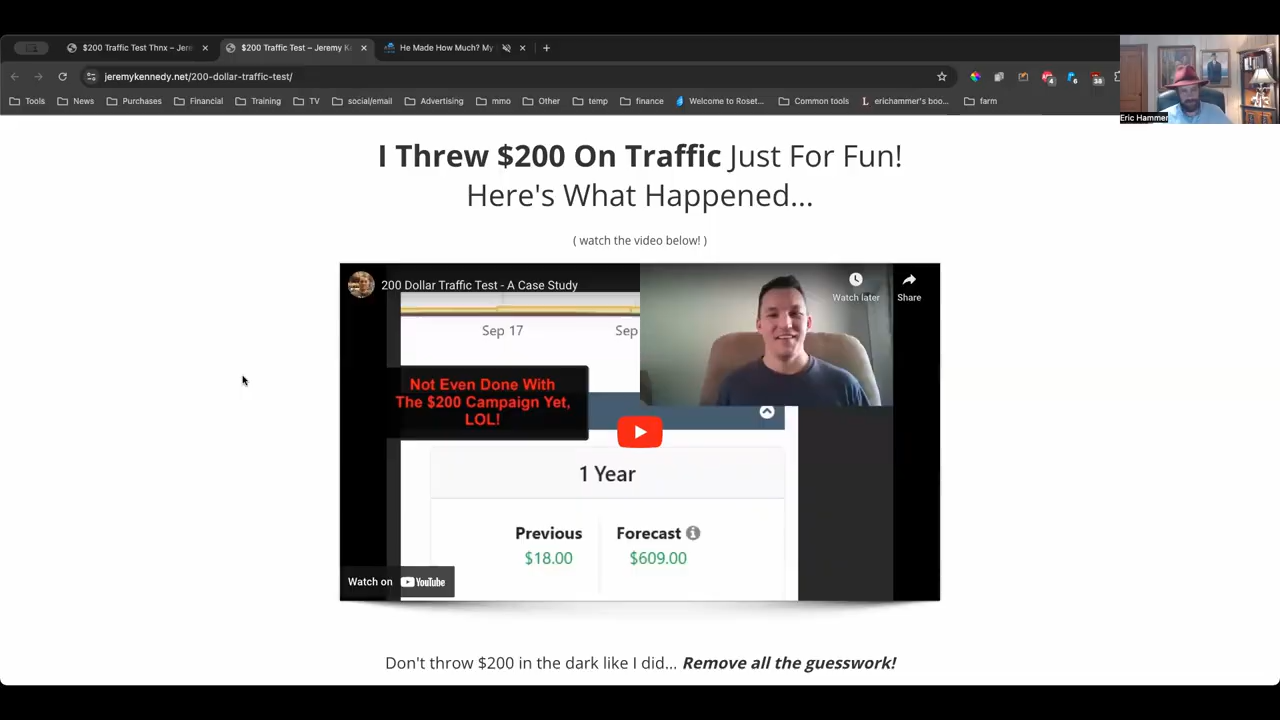 $200 Traffic Test Thnx – Jere
$200 Traffic Test – Jeremy K
He Made How Much? My
jeremykennedy.net/200-dollar-traffic-test/
4
6
38
Tools
News
Purchases
Financial
Training
TV
social/email
Advertising
mmo
Other
temp
finance
Welcome to Roset...
Common tools
erichammer's boo...
farm
Eric Hammer
I Threw $200 On Traffic Just For Fun!
Here's What Happened...
( watch the video below! )
200 Dollar Traffic Test - A Case Study
Watch later
Share
Sep 17
Sep
Not Even Done With
The $200 Campaign Yet,
LOL!
1 Year
Previous
Forecast
$18.00
$609.00
Watch on YouTube
Don't throw $200 in the dark like I did... Remove all the guesswork!